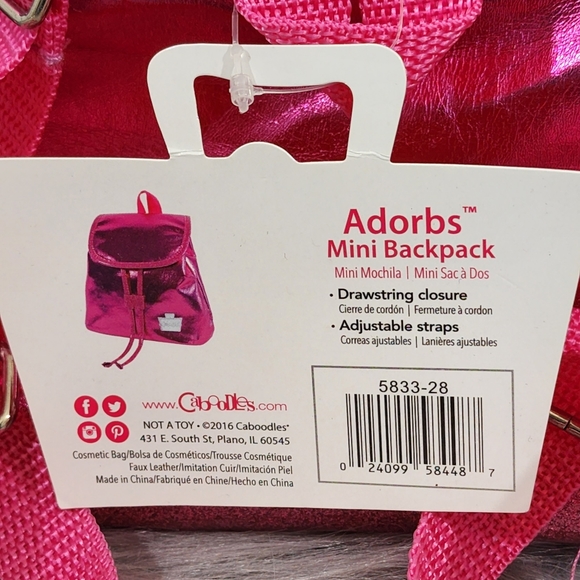 Adorbs™
Mini Backpack
Mini Mochila | Mini Sac à Dos
• Drawstring closure
Cierre de cordón | Fermeture à cordon
• Adjustable straps
Correas ajustables | Lanières ajustables
5833-28
0 24099 58448 7
www.Caboodles.com
NOT A TOY • ©2016 Caboodles®
431 E. South St, Plano, IL 60545
Cosmetic Bag/Bolsa de Cosméticos/Trousse Cosmétique
Faux Leather/Imitation Cuir/Imitación Piel
Made in China/Fabriqué en Chine/Hecho en China